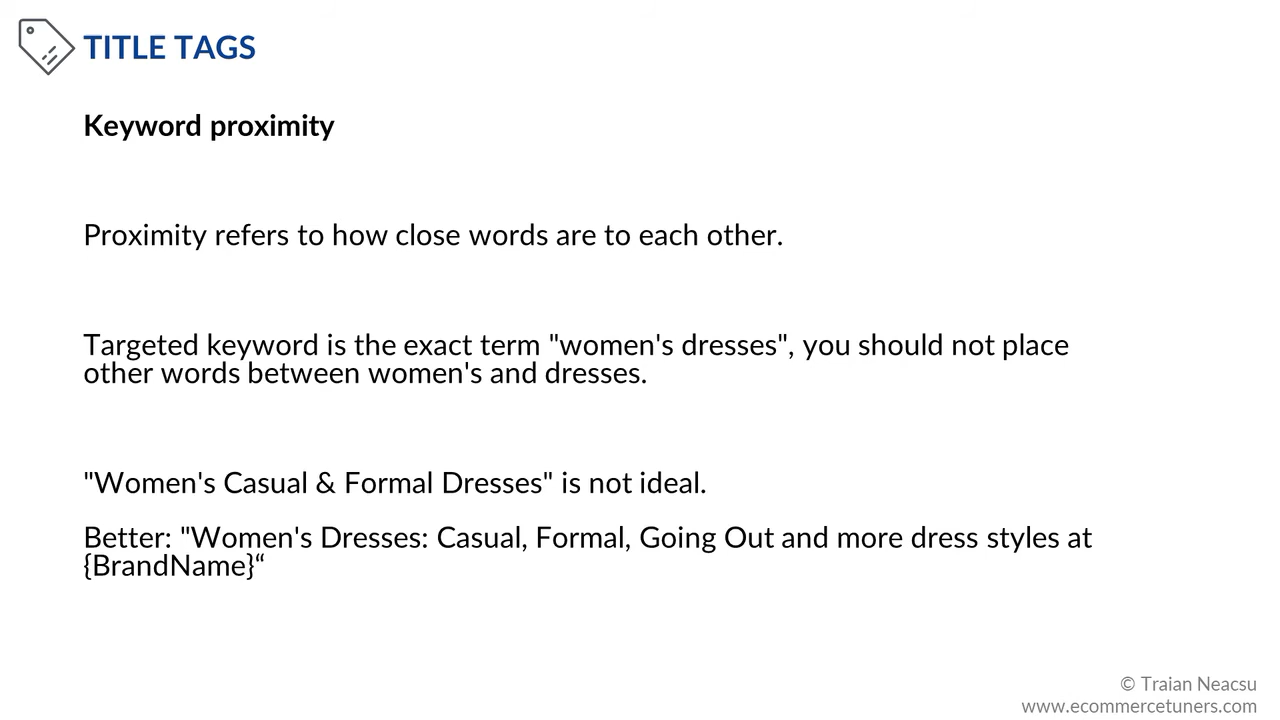 TITLE TAGS
Keyword proximity
Proximity refers to how close words are to each other.
Targeted keyword is the exact term "women's dresses", you should not place
other words between women's and dresses.
"Women's Casual & Formal Dresses" is not ideal.
Better: "Women's Dresses: Casual, Formal, Going Out and more dress styles at
{BrandName}“
© Traian Neacsu
www.ecommercetuners.com